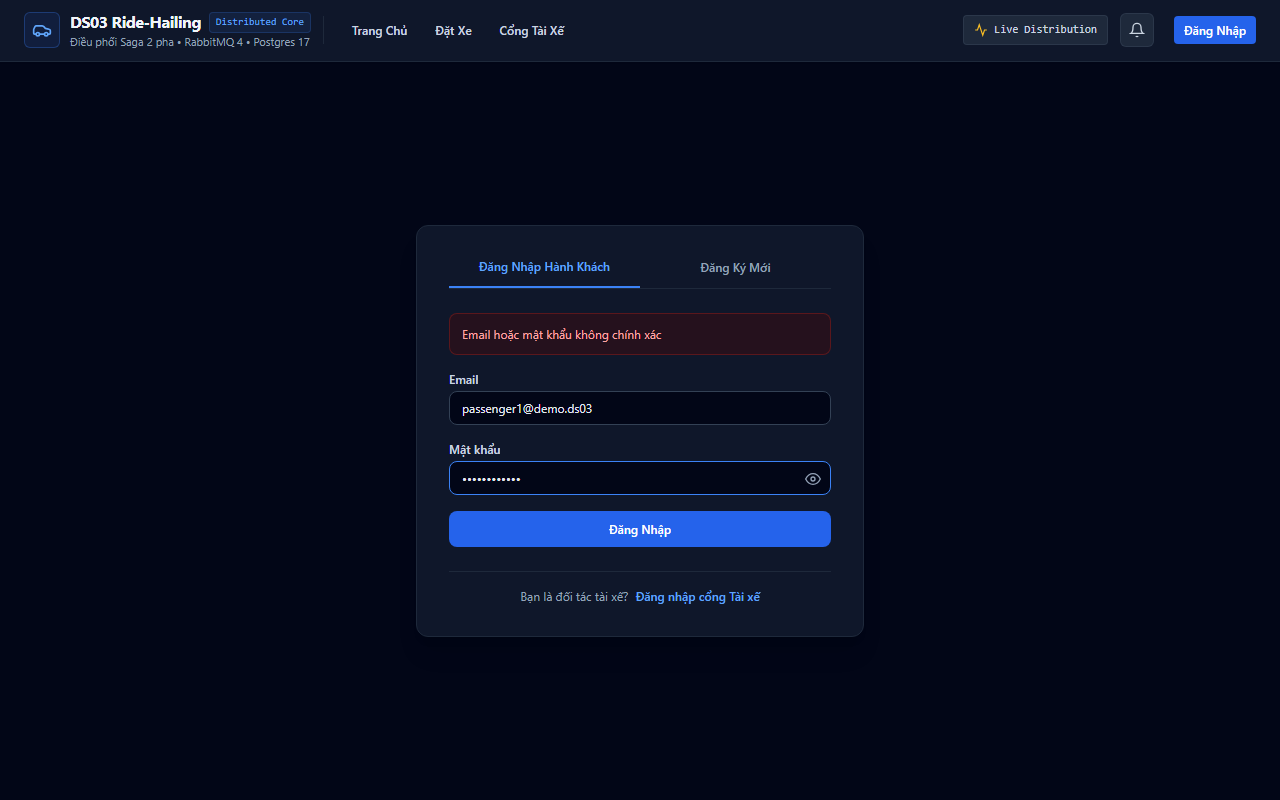 DS03 Ride-Hailing
Distributed Core
Điều phối Saga 2 pha • RabbitMQ 4 • Postgres 17
Trang Chủ
Đặt Xe
Cổng Tài Xế
Live Distribution
Đăng Nhập
Đăng Nhập Hành Khách
Đăng Ký Mới
Email hoặc mật khẩu không chính xác
Email
passenger1@demo.ds03
Mật khẩu
••••••••••••
Đăng Nhập
Bạn là đối tác tài xế? Đăng nhập cổng Tài xế